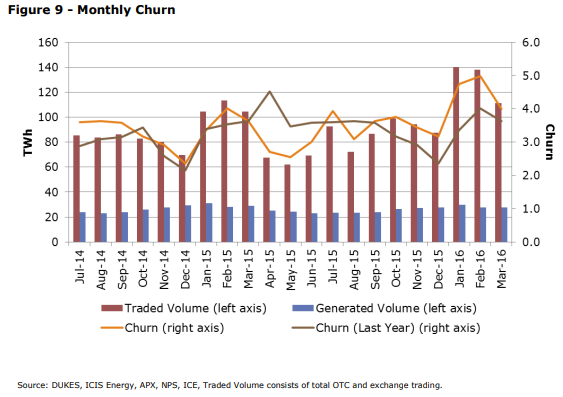 Figure 9 - Monthly Churn
160
140
120
100
80
60
40
20
0
TWh
6.0
5.0
4.0
3.0
2.0
1.0
0.0
Churn
Jul-14
Aug-14
Sep-14
Oct-14
Nov-14
Dec-14
Jan-15
Feb-15
Mar-15
Apr-15
May-15
Jun-15
Jul-15
Aug-15
Sep-15
Oct-15
Nov-15
Dec-15
Jan-16
Feb-16
Mar-16
Traded Volume (left axis)
Generated Volume (left axis)
Churn (right axis)
Churn (Last Year) (right axis)
Source: DUKES, ICIS Energy, APX, NPS, ICE, Traded Volume consists of total OTC and exchange trading.